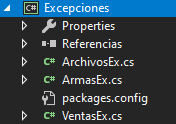 C# Excepciones
Properties
Referencias
C# ArchivosEx.cs
C# ArmasEx.cs
packages.config
C# VentasEx.cs